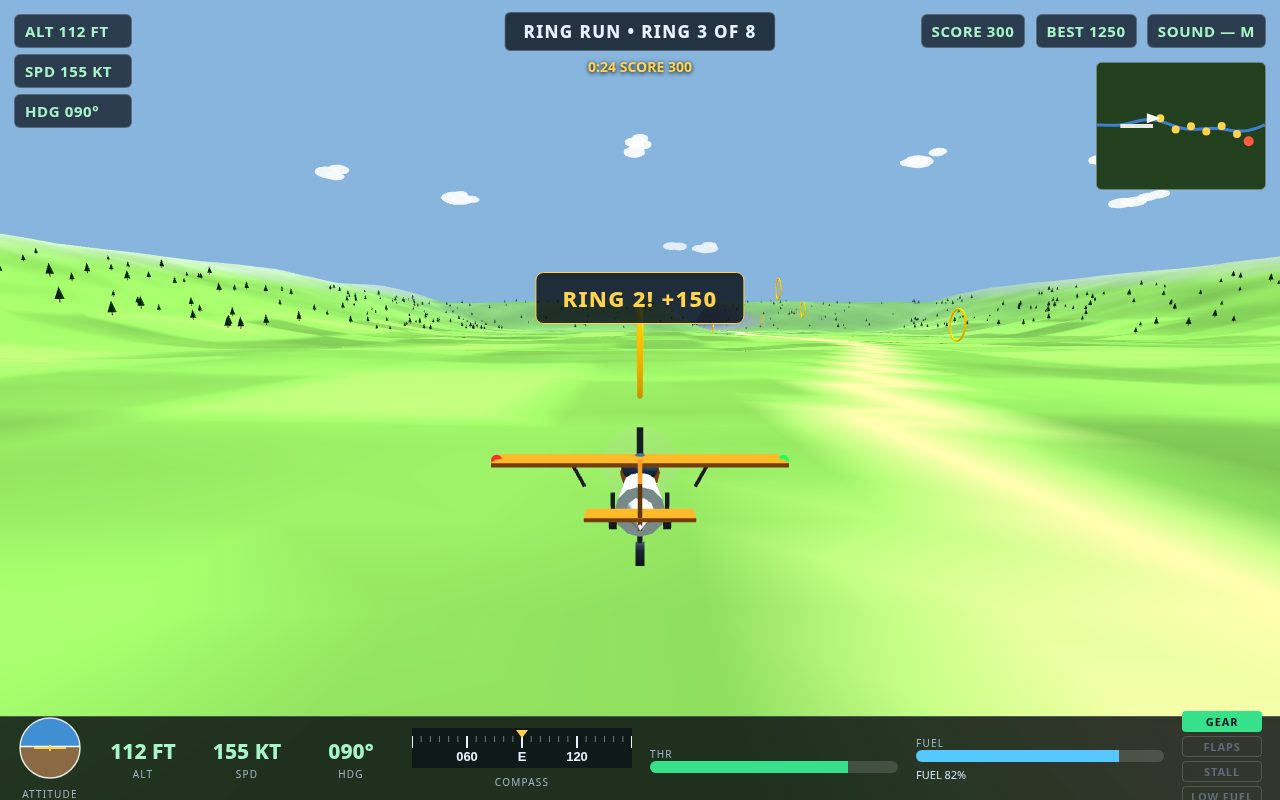 ALT 112 FT
SPD 155 KT
HDG 090°
RING RUN • RING 3 OF 8
0:24 SCORE 300
SCORE 300
BEST 1250
SOUND — M
RING 2! +150
ATTITUDE
112 FT
ALT
155 KT
SPD
090°
HDG
060 E 120
COMPASS
THR
FUEL
FUEL 82%
GEAR
FLAPS
STALL
LOW FUEL